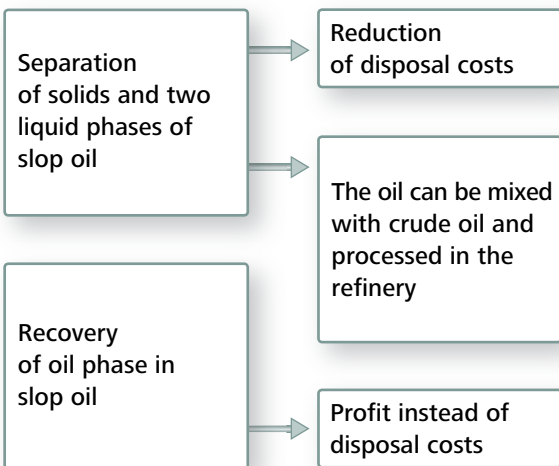 Separation
of solids and two
liquid phases of
slop oil
Reduction
of disposal costs
The oil can be mixed
with crude oil and
processed in the
refinery
Recovery
of oil phase in
slop oil
Profit instead of
disposal costs